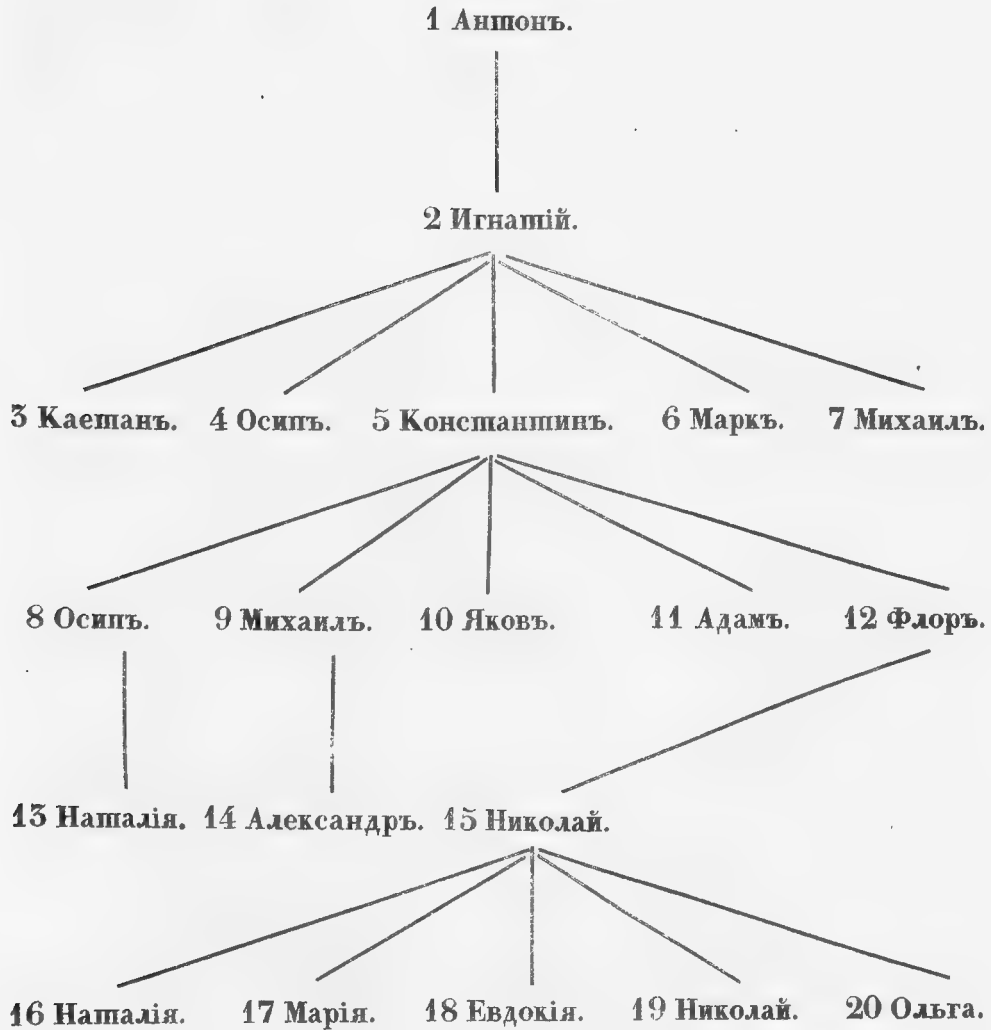 1 Антонъ.
2 Игнатій.
3 Каетанъ. 4 Осипъ. 5 Константинъ. 6 Маркъ. 7 Михаилъ.
8 Осипъ. 9 Михаилъ. 10 Яковъ. 11 Адамъ. 12 Флоръ.
13 Наталія. 14 Александръ. 15 Николай.
16 Наталія. 17 Марія. 18 Евдокія. 19 Николай. 20 Ольга.